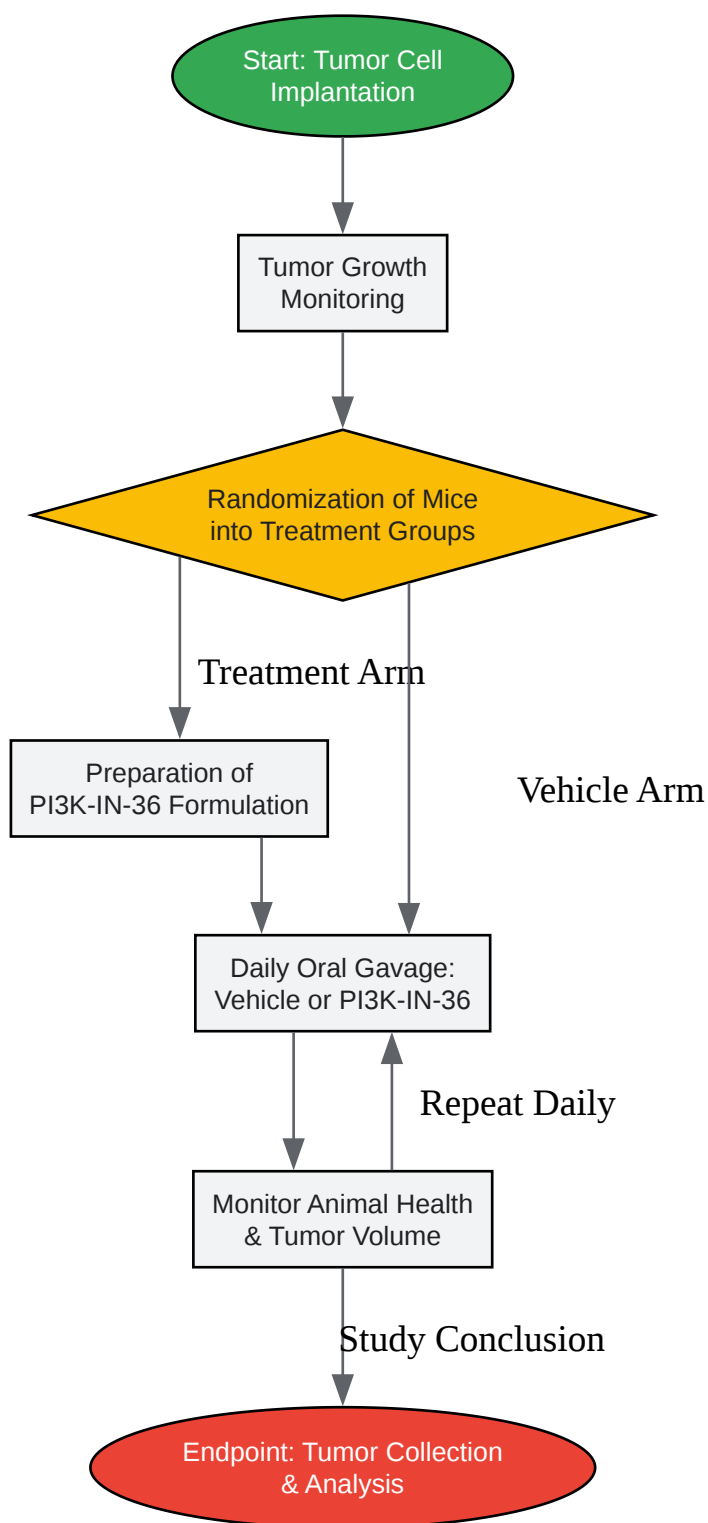 Start: Tumor Cell
Implantation
Tumor Growth
Monitoring
Randomization of Mice
into Treatment Groups
Treatment Arm
Preparation of
PI3K-IN-36 Formulation
Vehicle Arm
Daily Oral Gavage:
Vehicle or PI3K-IN-36
Repeat Daily
Monitor Animal Health
& Tumor Volume
Study Conclusion
Endpoint: Tumor Collection
& Analysis